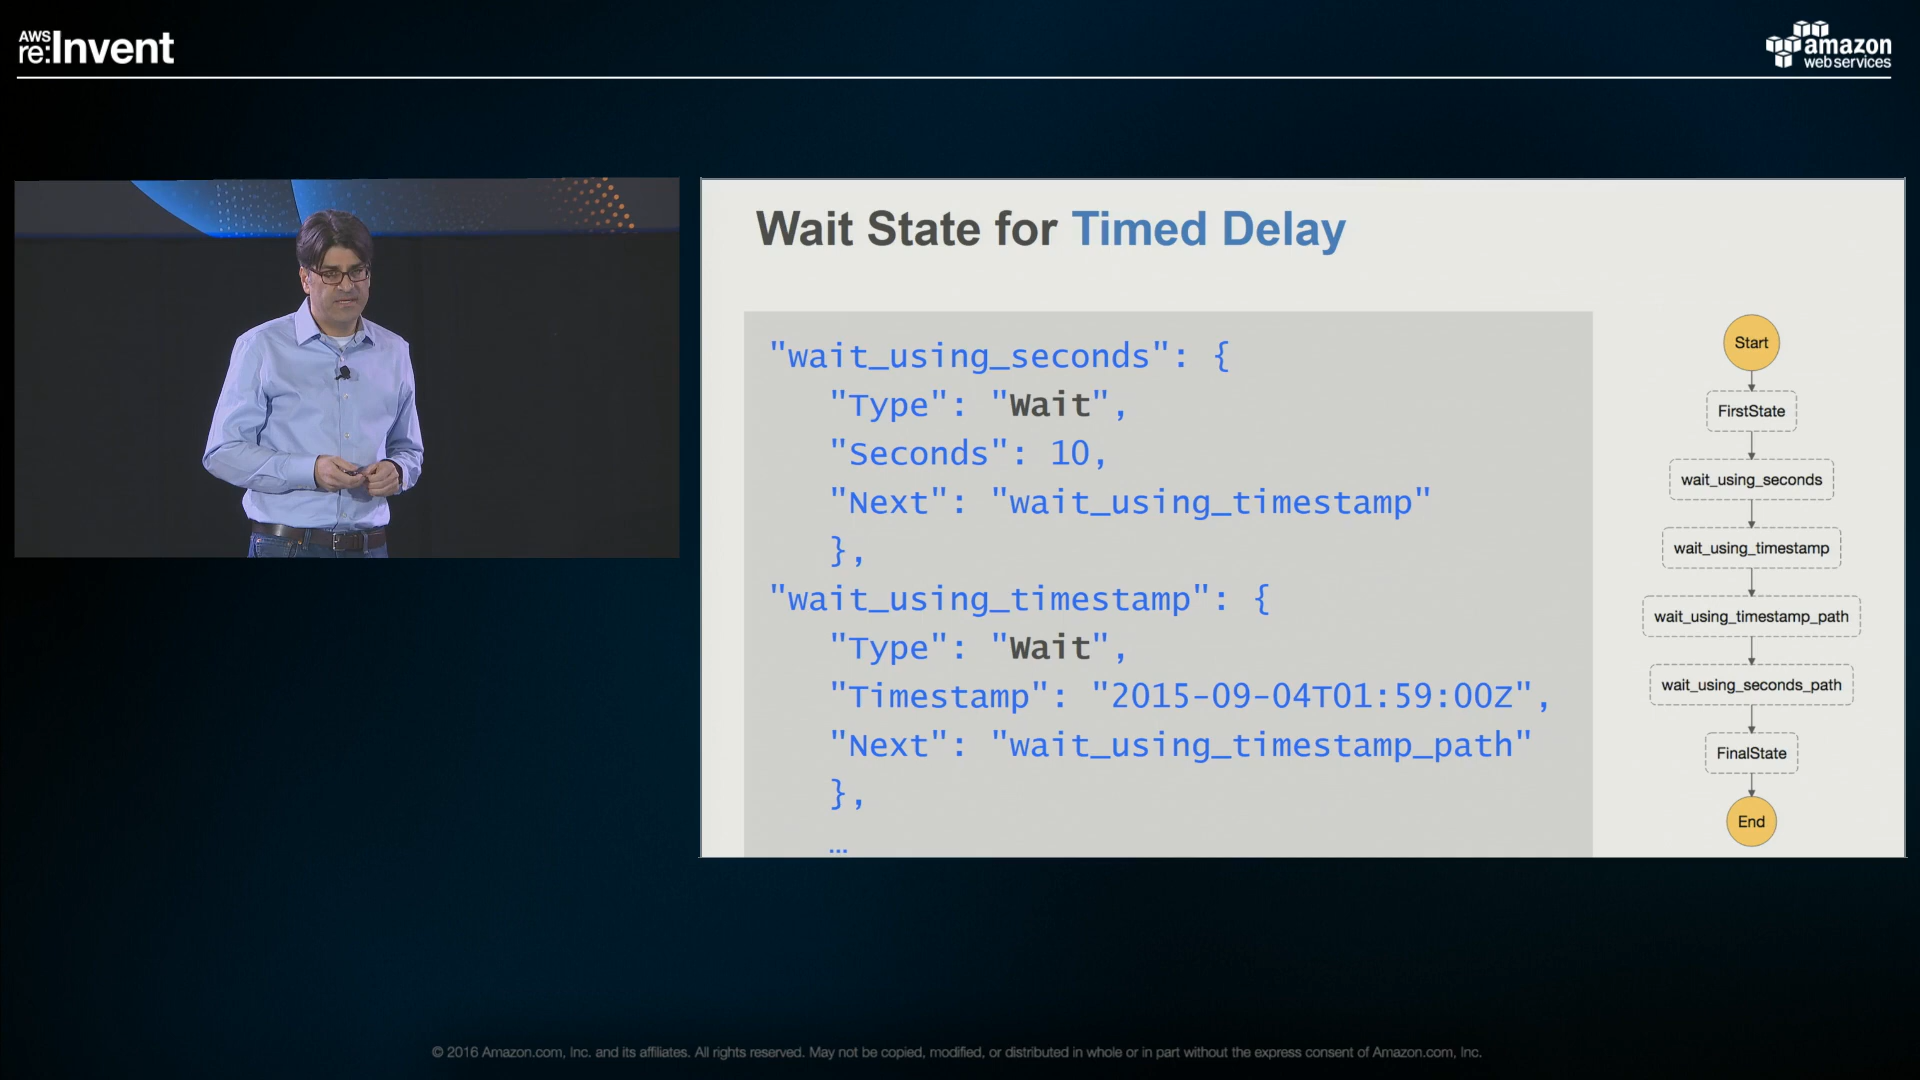 AWS
re:Invent
amazon
web services
Wait State for Timed Delay
"wait_using_seconds": {
"Type": "Wait",
"Seconds": 10,
"Next": "wait_using_timestamp"
},
"wait_using_timestamp": {
"Type": "Wait",
"Timestamp": "2015-09-04T01:59:00Z",
"Next": "wait_using_timestamp_path"
},
...
Start
FirstState
wait_using_seconds
wait_using_timestamp
wait_using_timestamp_path
wait_using_seconds_path
FinalState
End
© 2016 Amazon.com, Inc. and its affiliates. All rights reserved. May not be copied, modified, or distributed in whole or in part without the express consent of Amazon.com, Inc.